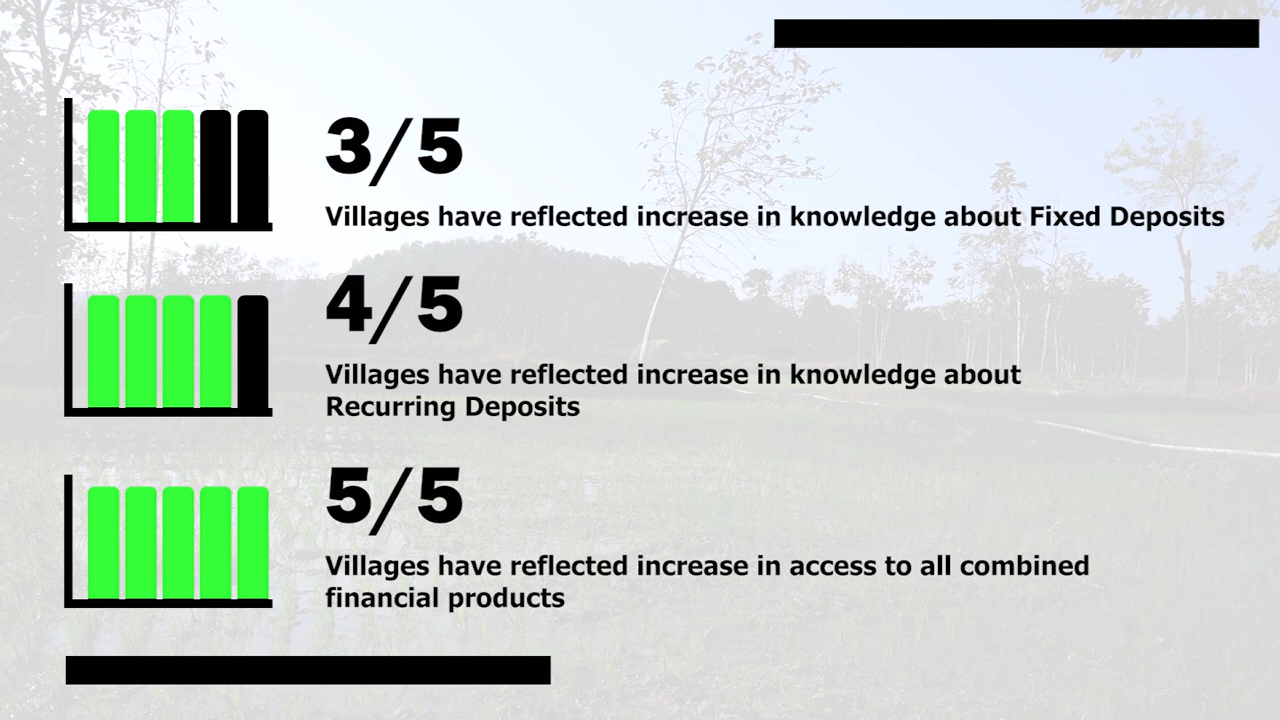 3/5
Villages have reflected increase in knowledge about Fixed Deposits
4/5
Villages have reflected increase in knowledge about
Recurring Deposits
5/5
Villages have reflected increase in access to all combined
financial products